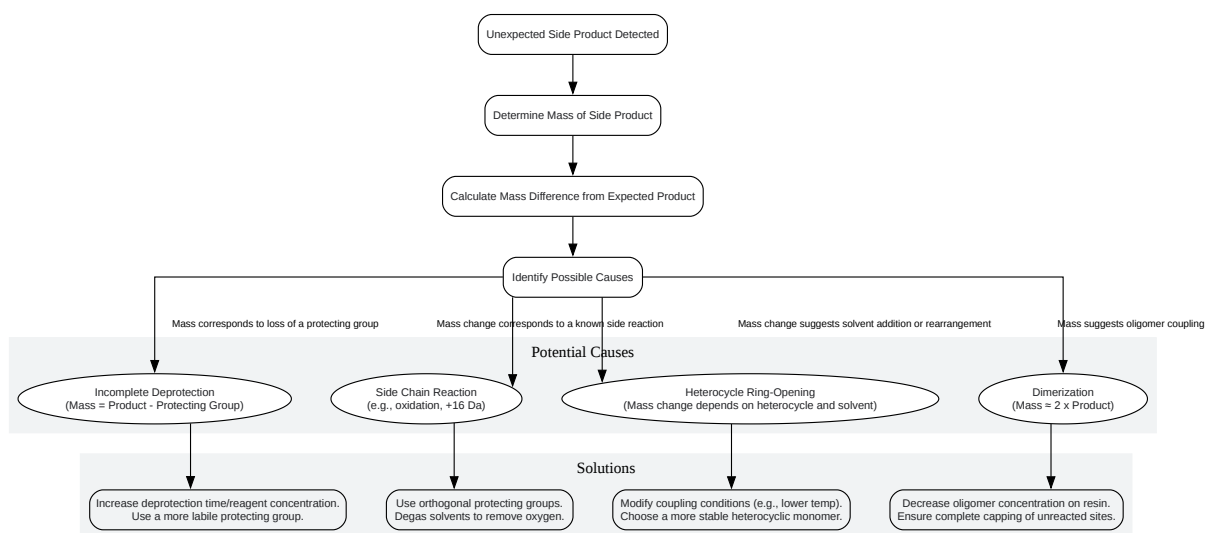 Unexpected Side Product Detected
Determine Mass of Side Product
Calculate Mass Difference from Expected Product
Identify Possible Causes
Mass corresponds to loss of a protecting group
Mass change corresponds to a known side reaction
Mass change suggests solvent addition or rearrangement
Mass suggests oligomer coupling
Potential Causes
Incomplete Deprotection
(Mass = Product - Protecting Group)
Side Chain Reaction
(e.g., oxidation, +16 Da)
Heterocycle Ring-Opening
(Mass change depends on heterocycle and solvent)
Dimerization
(Mass ≈ 2 x Product)
Solutions
Increase deprotection time/reagent concentration.
Use a more labile protecting group.
Use orthogonal protecting groups.
Degas solvents to remove oxygen.
Modify coupling conditions (e.g., lower temp).
Choose a more stable heterocyclic monomer.
Decrease oligomer concentration on resin.
Ensure complete capping of unreacted sites.